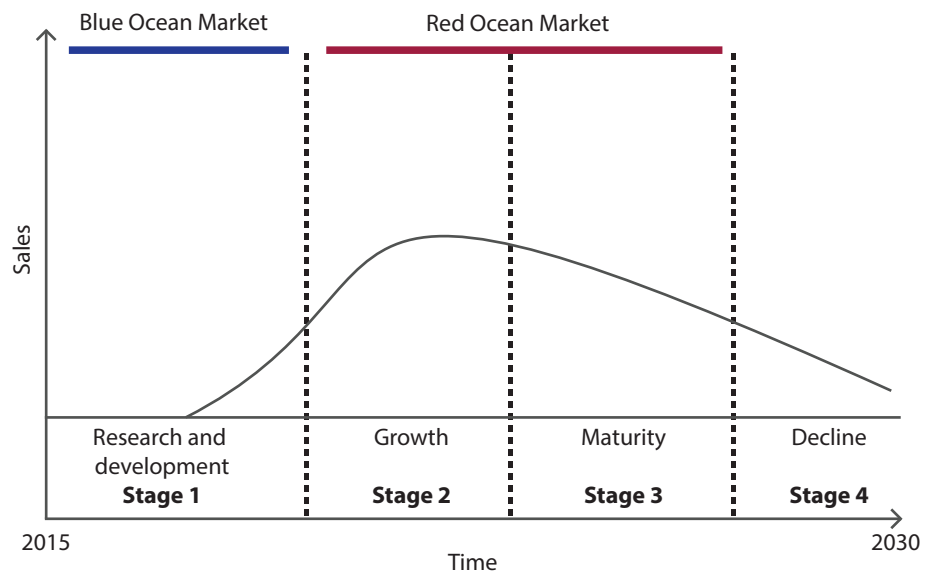 Blue Ocean Market
Red Ocean Market
Sales
Research and
development
Stage 1
Growth
Stage 2
Maturity
Stage 3
Decline
Stage 4
2015
2030
Time